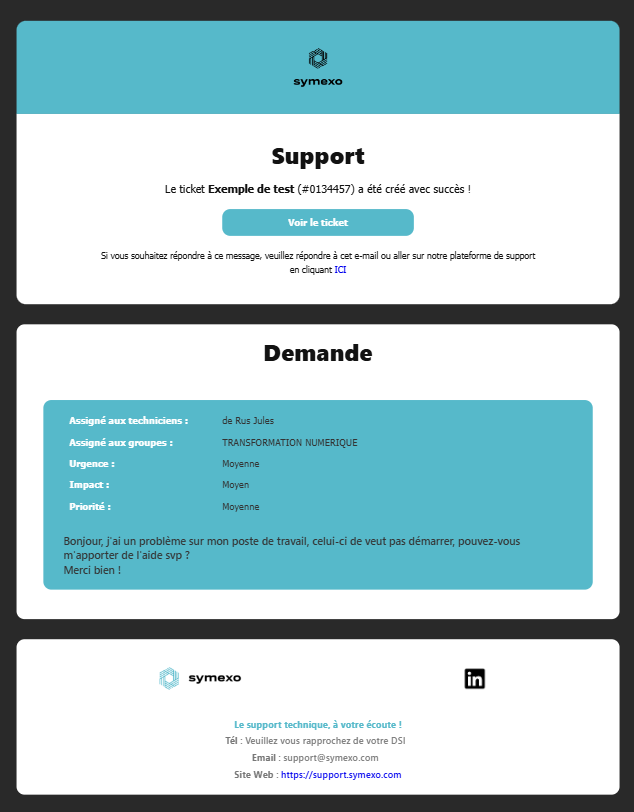 symexo
Support
Le ticket Exemple de test (#0134457) a été créé avec succès !
Voir le ticket
Si vous souhaitez répondre à ce message, veuillez répondre à cet e-mail ou aller sur notre plateforme de support
en cliquant ICI
Demande
Assigné aux techniciens : de Rus Jules
Assigné aux groupes : TRANSFORMATION NUMERIQUE
Urgence : Moyenne
Impact : Moyen
Priorité : Moyenne
Bonjour, j'ai un problème sur mon poste de travail, celui-ci de veut pas démarrer, pouvez-vous
m'apporter de l'aide svp ?
Merci bien !
symexo in
Le support technique, à votre écoute !
Tél : Veuillez vous rapprochez de votre DSI
Email : support@symexo.com
Site Web : https://support.symexo.com